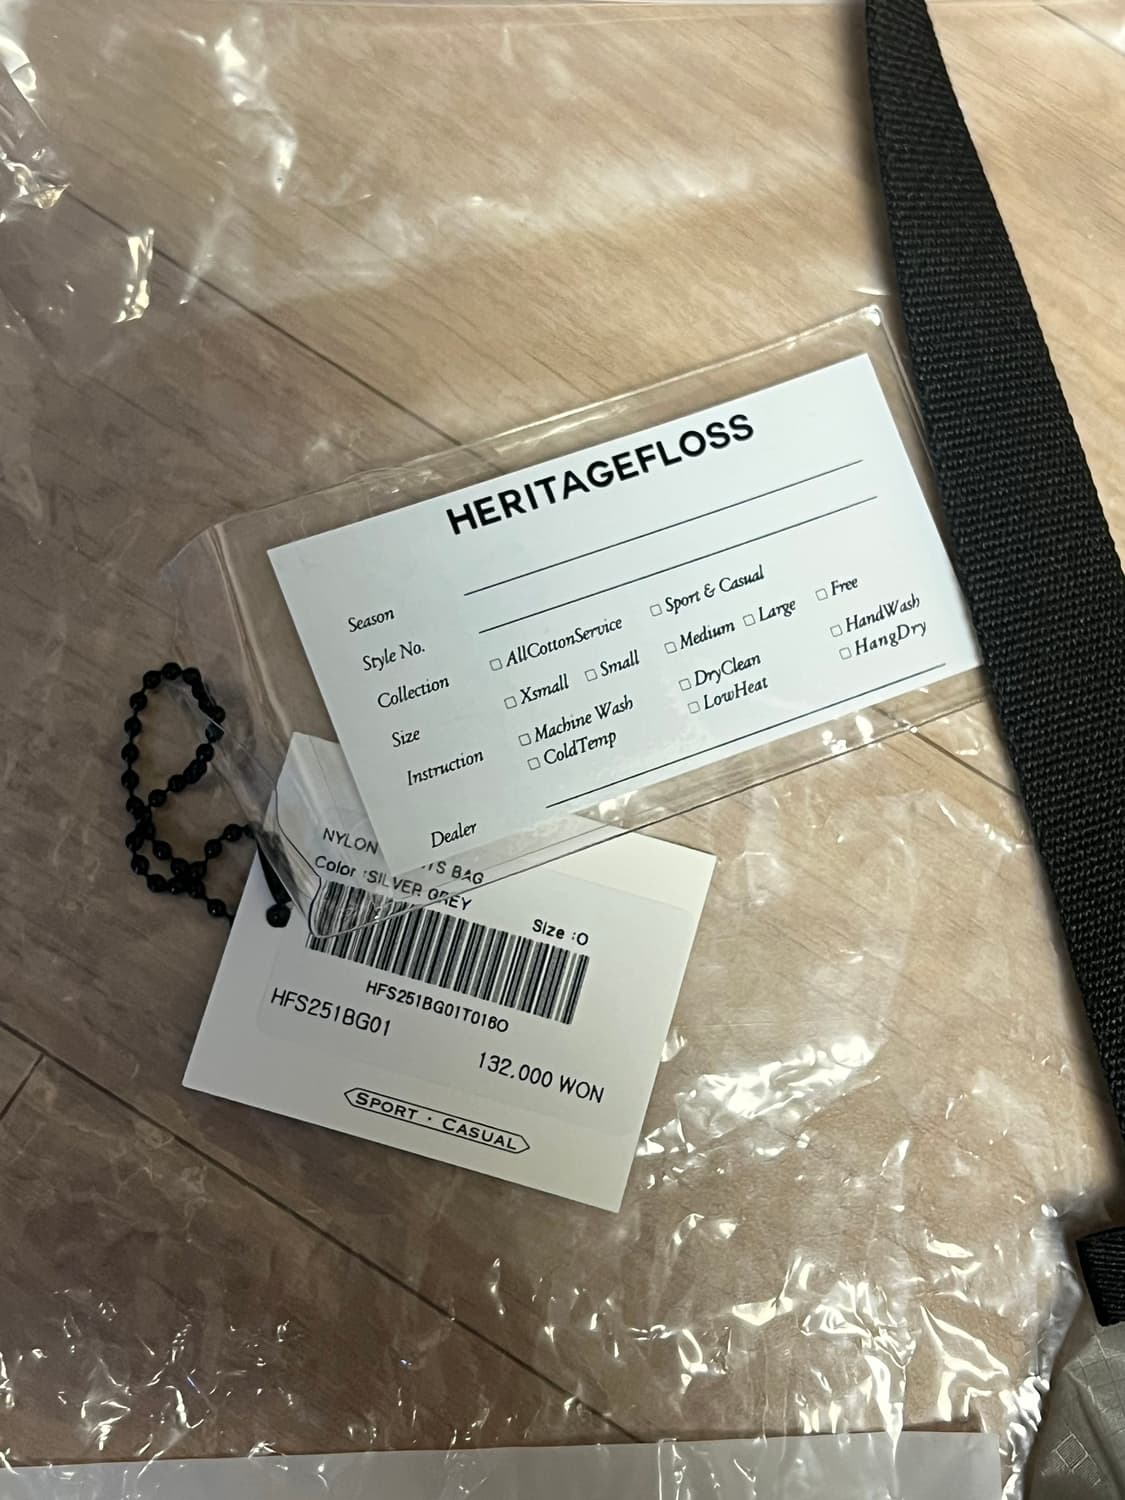 HERITAGEFLOSS
Season
Style No.
Collection □ AllCottonService □ Sport & Casual
Size □ Xsmall □ Small □ Medium □ Large □ Free
Instruction □ Machine Wash □ DryClean □ HandWash
□ ColdTemp □ LowHeat □ HangDry
Dealer
NYLON BAG
Color :SILVER GREY
Size :O
HFS251BG01T016O
HFS251BG01
132.000 WON
SPORT · CASUAL